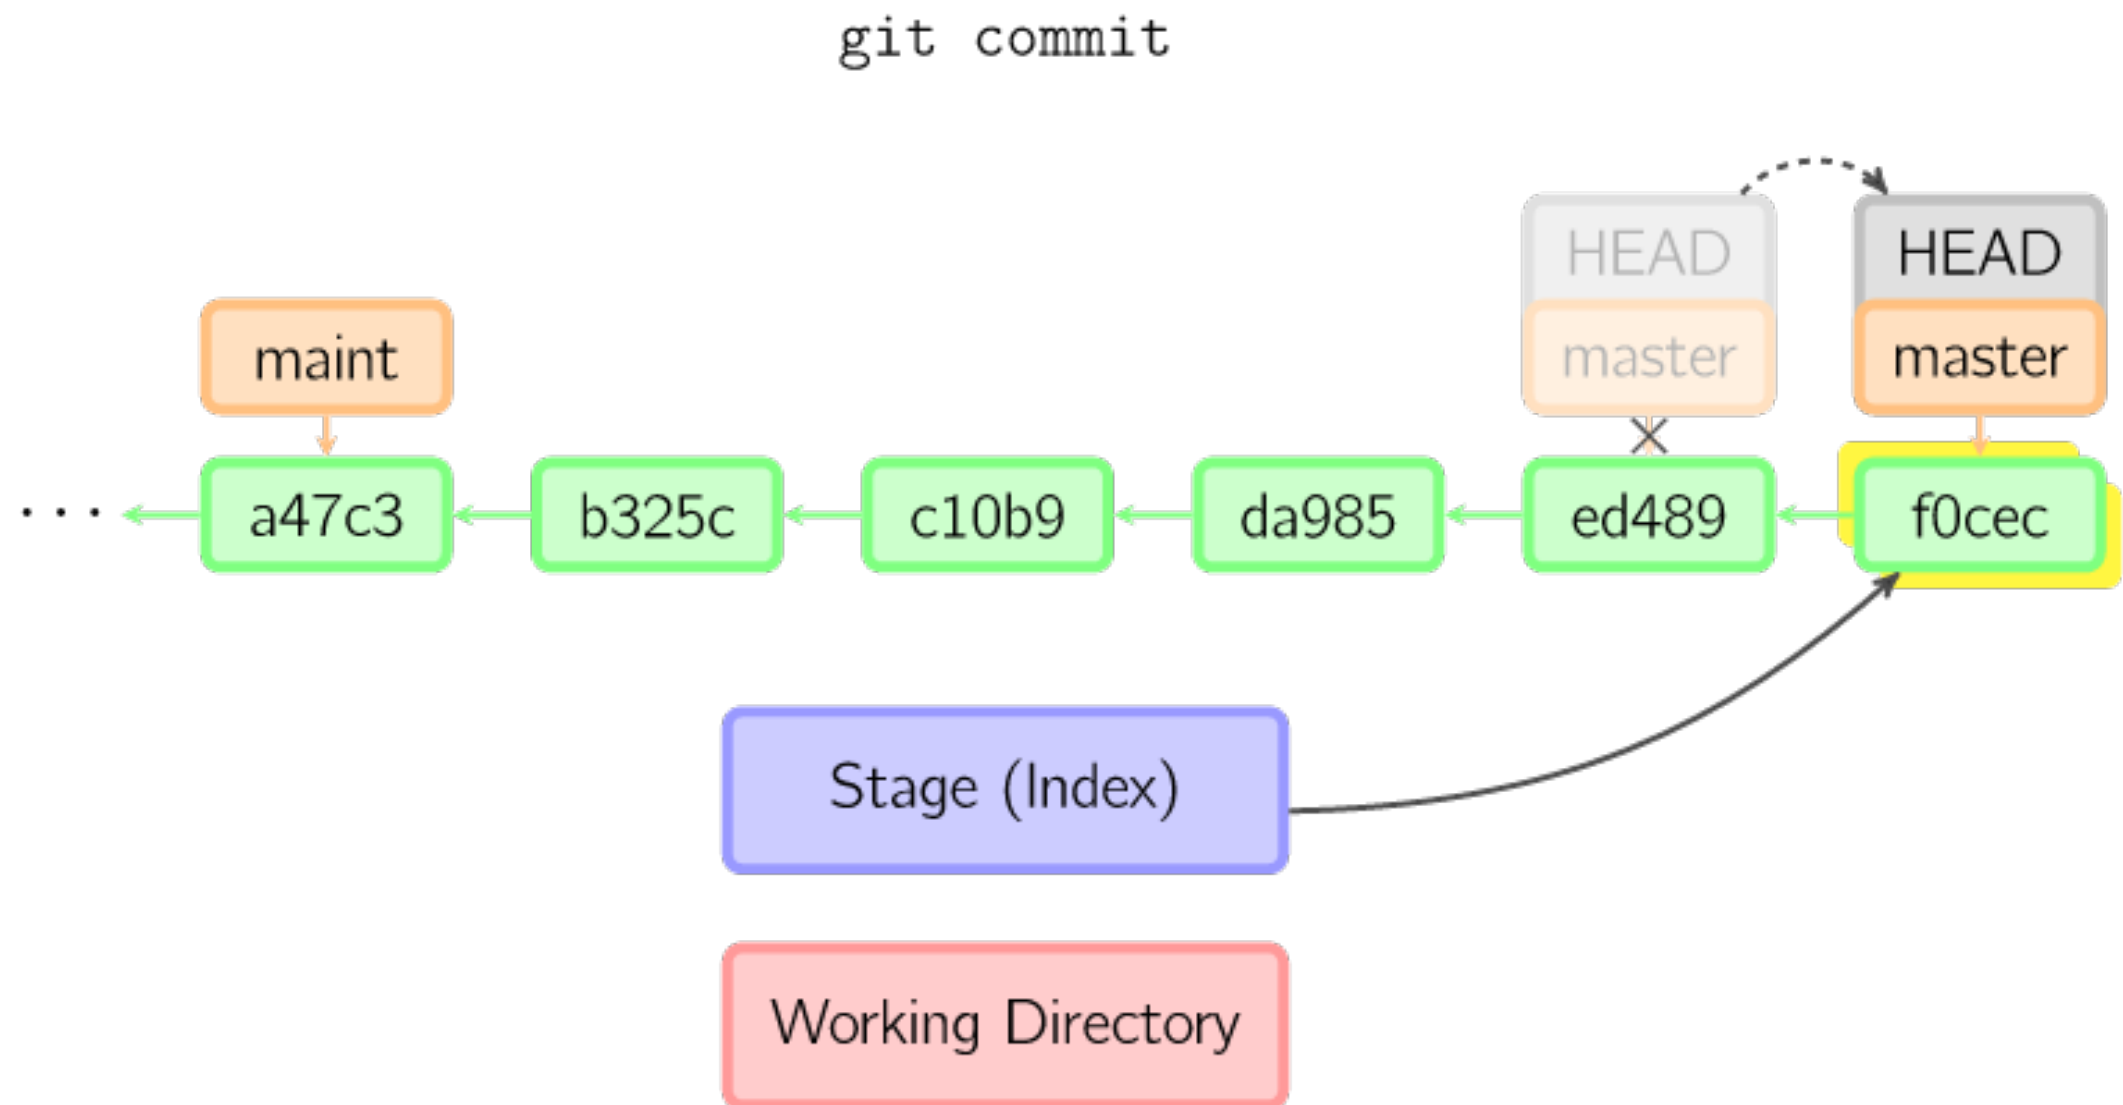 git commit
HEAD HEAD
maint master master
... a47c3 b325c c10b9 da985 ed489 f0cec
Stage (Index)
Working Directory